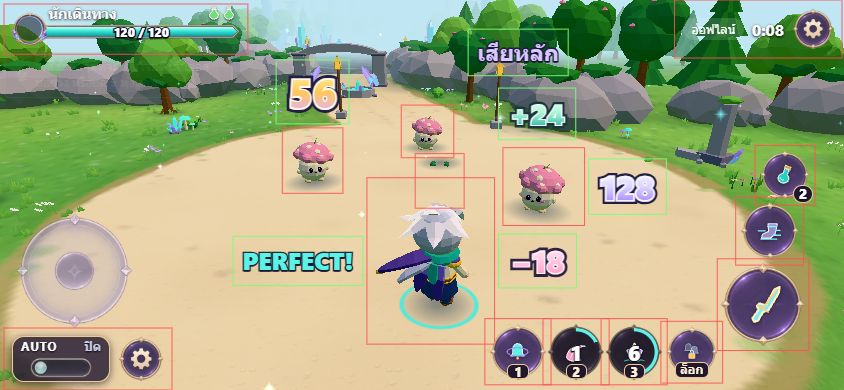 นักเดินทาง
120 / 120
ออฟไลน์ 0:08
เสียหลัก
56
+24
128
2
PERFECT!
-18
AUTO ปิด
1
1
2
6
3
ล็อก